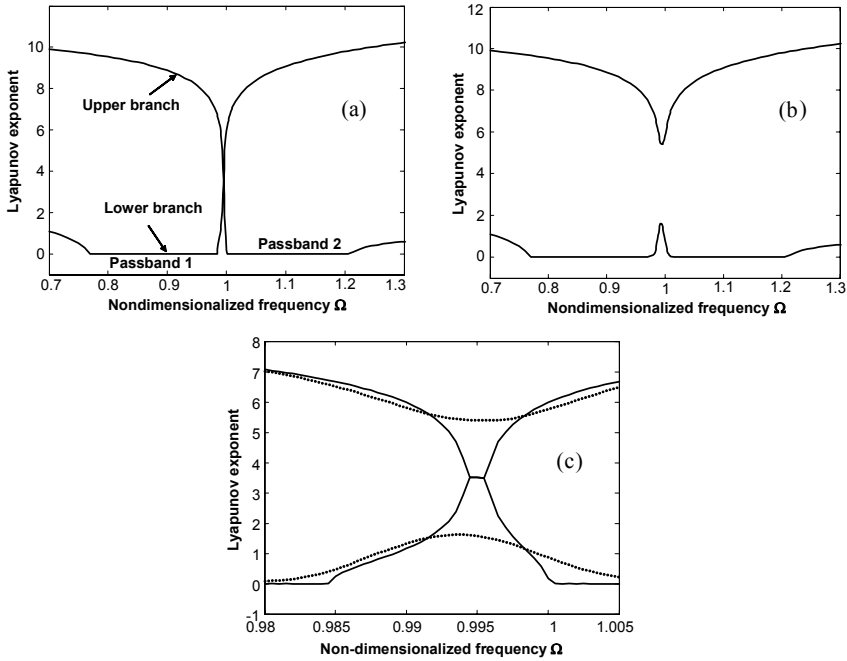 10
8
6
4
2
0
Lyapunov exponent
Upper branch
(a)
Lower branch
Passband 1
Passband 2
0.7 0.8 0.9 1 1.1 1.2 1.3
Nondimensionalized frequency Ω
12
10
8
6
4
2
0
Lyapunov exponent
(b)
0.7 0.8 0.9 1 1.1 1.2 1.3
Nondimensionalized frequency Ω
8
7
6
5
4
3
2
1
0
-1
Lyapunov exponent
(c)
0.98 0.985 0.99 0.995 1 1.005
Non-dimensionalized frequency Ω